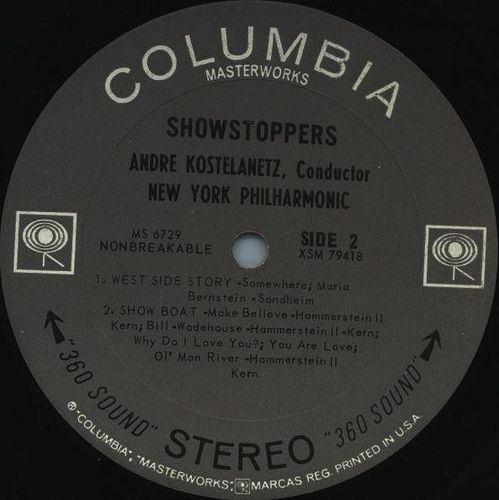 COLUMBIA
MASTERWORKS
SHOWSTOPPERS
ANDRE KOSTELANETZ, Conductor
NEW YORK PHILHARMONIC
MS 6729
NONBREAKABLE
SIDE 2
XSM 79418
1. WEST SIDE STORY -Somewhere; Maria
Bernstein - Sondheim
2. SHOW BOAT -Make Believe -Hammerstein II
Kern; Bill -Wodehouse -Hammerstein II -Kern;
Why Do I Love You?; You Are Love;
Ol' Man River -Hammerstein II
Kern
"360 SOUND" STEREO "360 SOUND"
℗ "COLUMBIA", "MASTERWORKS", MARCAS REG. PRINTED IN U.S.A.